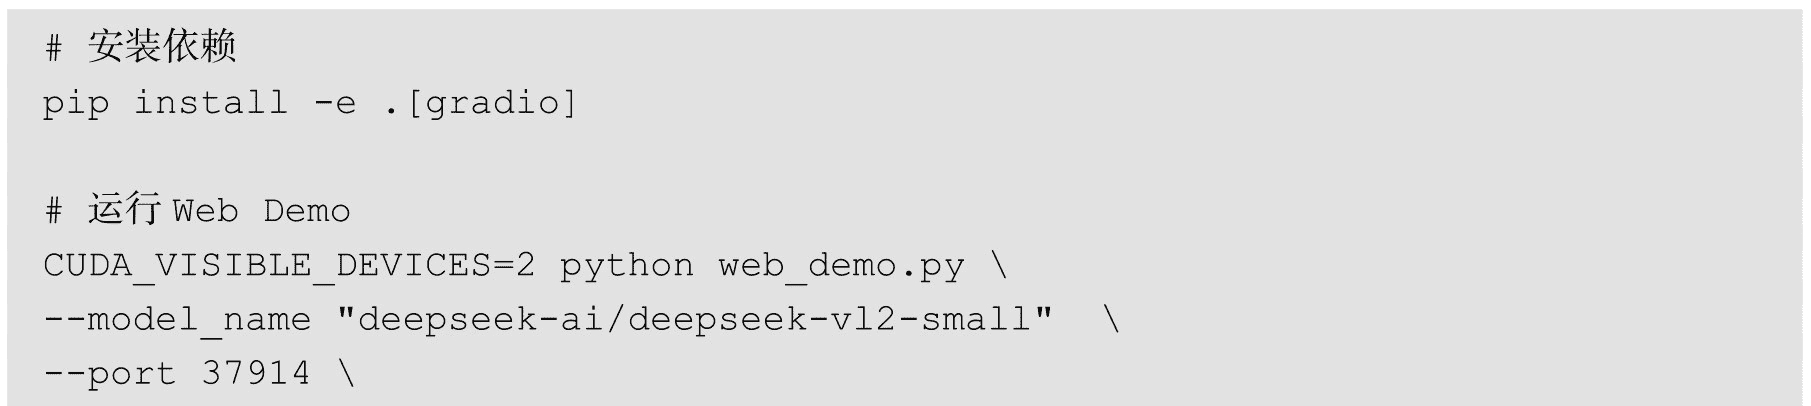 # 安装依赖
pip install -e .[gradio]
# 运行 Web Demo
CUDA_VISIBLE_DEVICES=2 python web_demo.py \
--model_name "deepseek-ai/deepseek-vl2-small"  \
--port 37914 \